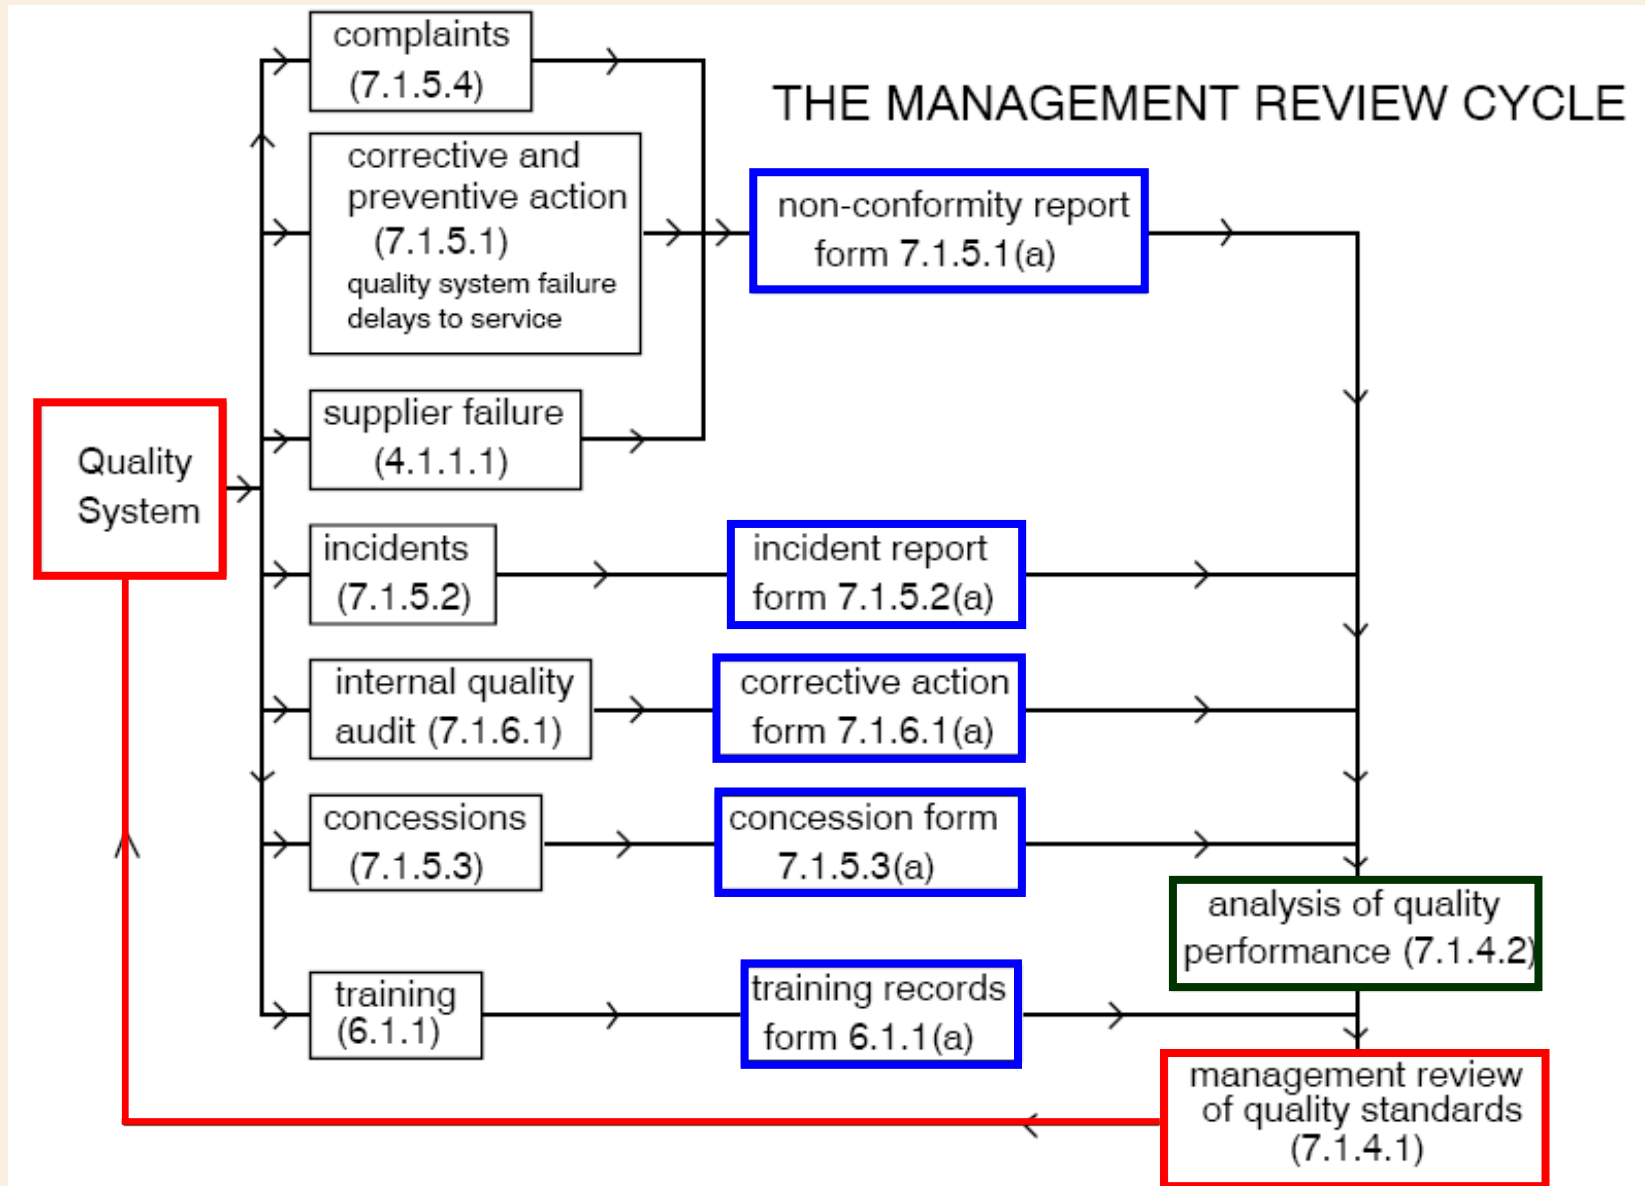 THE MANAGEMENT REVIEW CYCLE
complaints
(7.1.5.4)
corrective and
preventive action
(7.1.5.1)
quality system failure
delays to service
non-conformity report
form 7.1.5.1(a)
supplier failure
(4.1.1.1)
Quality
System
incidents
(7.1.5.2)
incident report
form 7.1.5.2(a)
internal quality
audit (7.1.6.1)
corrective action
form 7.1.6.1(a)
concessions
(7.1.5.3)
concession form
7.1.5.3(a)
analysis of quality
performance (7.1.4.2)
training
(6.1.1)
training records
form 6.1.1(a)
management review
of quality standards
(7.1.4.1)